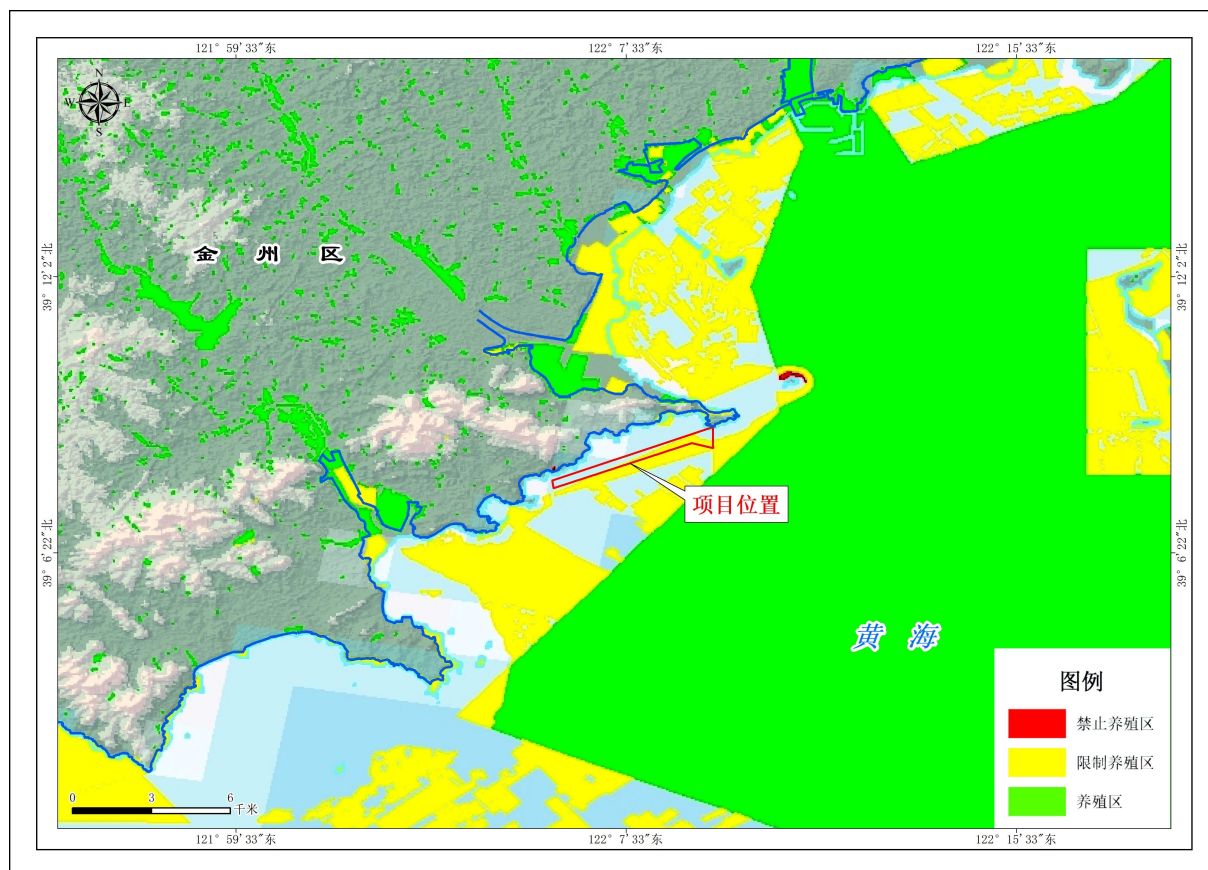 121° 59′33″东
122° 7′33″东
122° 15′33″东
N
W E
S
39° 12′2″北
39° 12′2″北
金州区
项目位置
39° 6′22″北
39° 6′22″北
黄海
图例
禁止养殖区
限制养殖区
养殖区
0 3 6
千米
121° 59′33″东
122° 7′33″东
122° 15′33″东